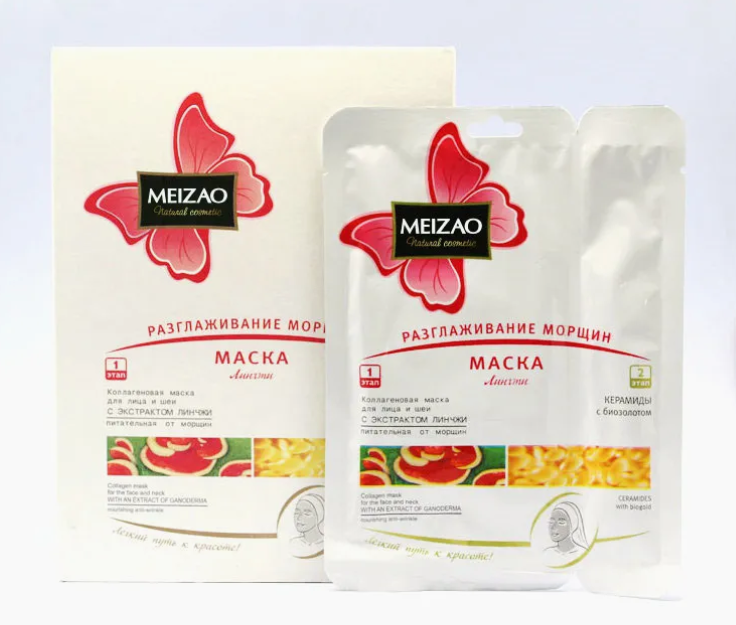 MEIZAO
Natural cosmetic
РАЗГЛАЖИВАНИЕ МОР
1
этап
МАСКА
Линчжи
Коллагеновая маска
для лица и шеи
С ЭКСТРАКТОМ ЛИНЧЖИ
питательная от морщин
Collagen mask
for the face and neck
WITH AN EXTRACT OF GANODERMA
nourishing anti-wrinkle
Легкий путь к красоте!
MEIZAO
Natural cosmetic
РАЗГЛАЖИВАНИЕ МОРЩИН
1
этап
МАСКА
Линчжи
Коллагеновая маска
для лица и шеи
С ЭКСТРАКТОМ ЛИНЧЖИ
питательная от морщин
Collagen mask
for the face and neck
WITH AN EXTRACT OF GANODERMA
nourishing anti-wrinkle
Легкий путь к красоте!
2
этап
КЕРАМИДЫ
с биозолотом
CERAMIDES
with biogold